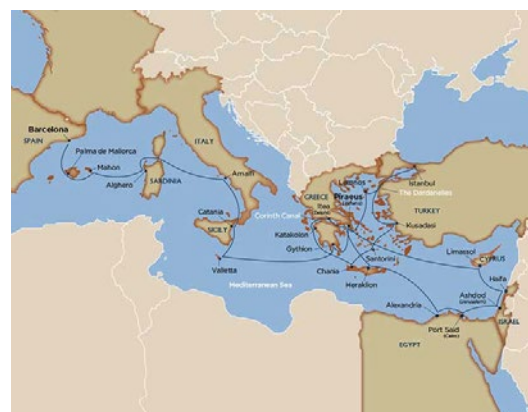 Barcelona
SPAIN
Palma de Mallorca
Mahon
Alghero
SARDINIA
ITALY
Amalfi
Catania
SICILY
Valletta
Corinth Canal
GREECE
Itea
Piraeus
Katakolon
Gythion
Chania
Heraklion
Santorini
Istanbul
The Dardanelles
TURKEY
Kusadasi
Limassol
CYPRUS
Haifa
Ashdod
ISRAEL
Port Said
(Cairo)
Alexandria
EGYPT
Mediterranean Sea